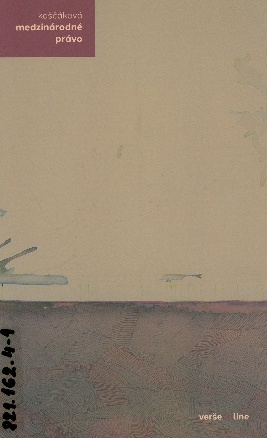 koščáková
medzinárodné
právo
821.162.4-1
verše line